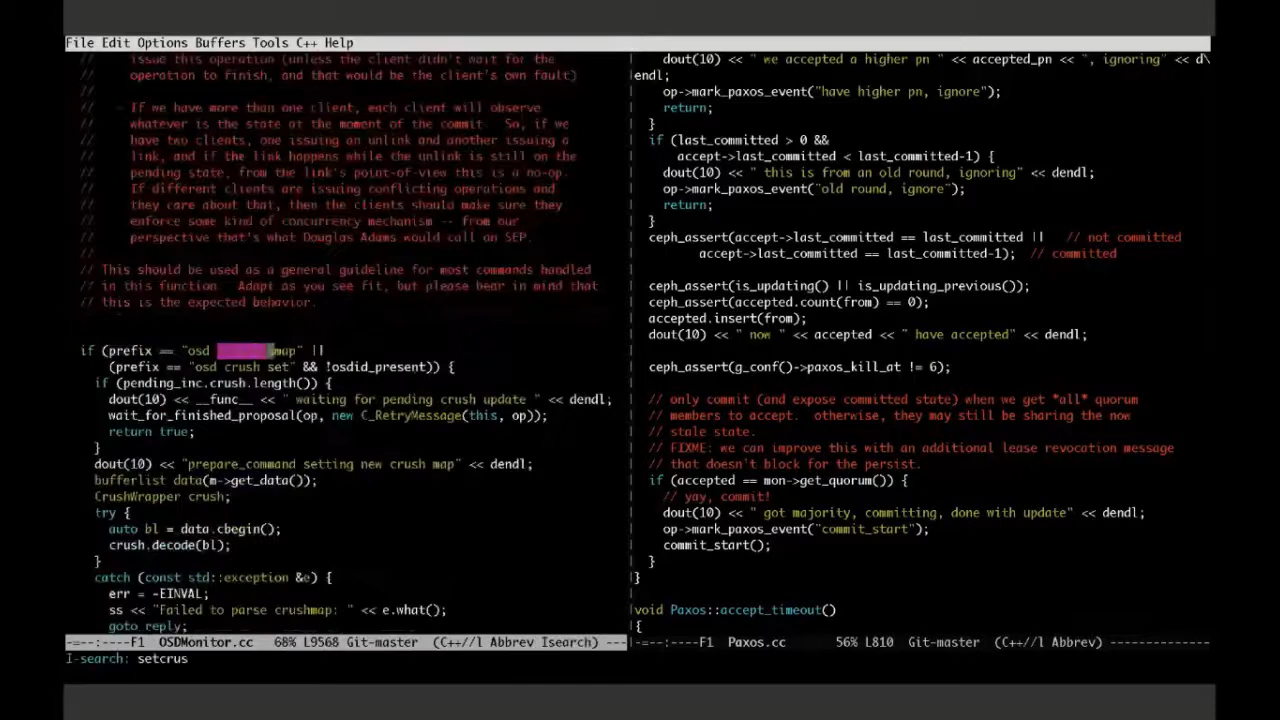 File Edit Options Buffers Tools C++ Help
//     issue this operation (unless the client didn't wait for the
//     operation to finish, and that would be the client's own fault)
//
//   - If we have more than one client, each client will observe
//     whatever is the state at the moment of the commit.  So, if we
//     have two clients, one issuing an unlink and another issuing a
//     link, and if the link happens while the unlink is still on the
//     pending state, from the link's point-of-view this is a no-op.
//     If different clients are issuing conflicting operations and
//     they care about that, then the clients should make sure they
//     enforce some kind of concurrency mechanism -- from our
//     perspective that's what Douglas Adams would call an SEP.
//
// This should be used as a general guideline for most commands handled
// in this function.  Adapt as you see fit, but please bear in mind that
// this is the expected behavior.
if (prefix == "osd map" ||
(prefix == "osd crush set" && !osdid_present)) {
if (pending_inc.crush.length()) {
dout(10) << __func__ << " waiting for pending crush update " << dendl;
wait_for_finished_proposal(op, new C_RetryMessage(this, op));
return true;
}
dout(10) << "prepare_command setting new crush map" << dendl;
bufferlist data(m->get_data());
CrushWrapper crush;
try {
auto bl = data.cbegin();
crush.decode(bl);
}
catch (const std::exception &e) {
err = -EINVAL;
ss << "Failed to parse crushmap: " << e.what();
goto reply;
-=--:----F1  OSDMonitor.cc   68% L9568  Git-master  (C++//l Abbrev Isearch) ---
I-search: setcrus
dout(10) << " we accepted a higher pn " << accepted_pn << ", ignoring" << d\
endl;
op->mark_paxos_event("have higher pn, ignore");
return;
}
if (last_committed > 0 &&
accept->last_committed < last_committed-1) {
dout(10) << " this is from an old round, ignoring" << dendl;
op->mark_paxos_event("old round, ignore");
return;
}
ceph_assert(accept->last_committed == last_committed ||   // not committed
accept->last_committed == last_committed-1);  // committed
ceph_assert(is_updating() || is_updating_previous());
ceph_assert(accepted.count(from) == 0);
accepted.insert(from);
dout(10) << " now " << accepted << " have accepted" << dendl;
ceph_assert(g_conf()->paxos_kill_at != 6);
// only commit (and expose committed state) when we get *all* quorum
// members to accept.  otherwise, they may still be sharing the now
// stale state.
// FIXME: we can improve this with an additional lease revocation message
// that doesn't block for the persist.
if (accepted == mon->get_quorum()) {
// yay, commit!
dout(10) << " got majority, committing, done with update" << dendl;
op->mark_paxos_event("commit_start");
commit_start();
}
}
void Paxos::accept_timeout()
{
-=--:----F1  Paxos.cc       56% L810  Git-master  (C++//l Abbrev) --------------